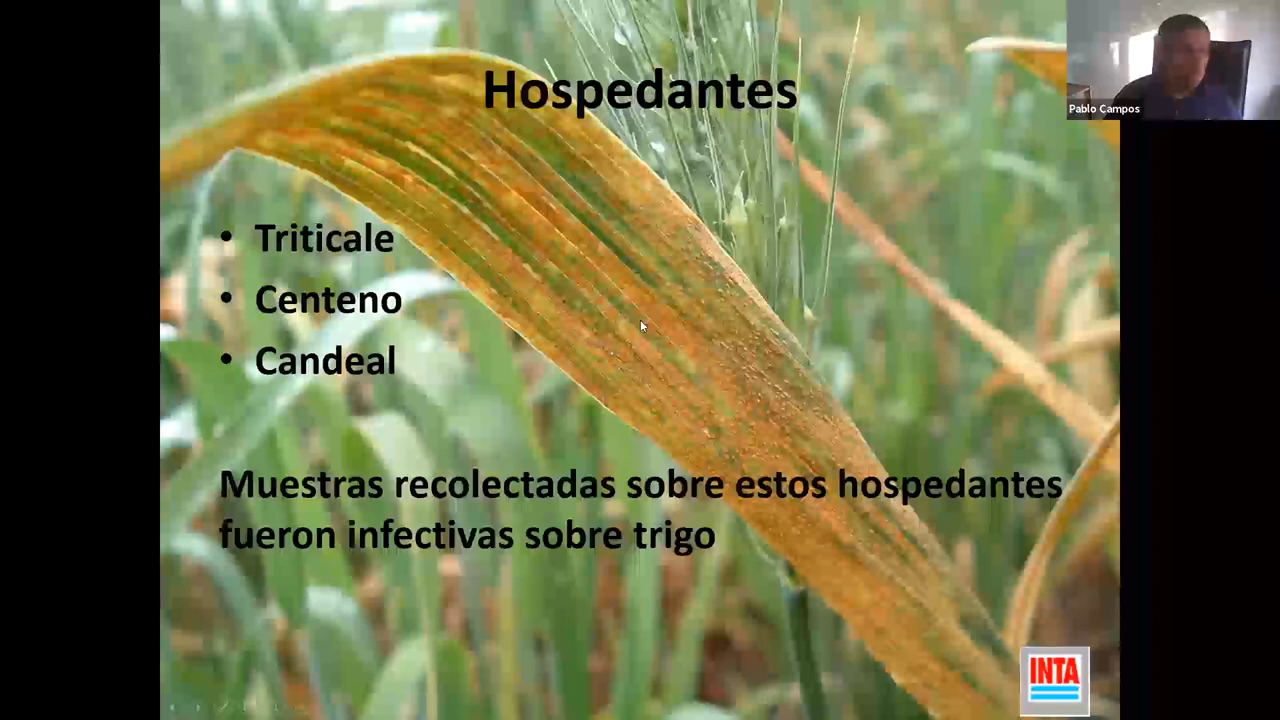 Hospedantes
Pablo Campos
• Triticale
• Centeno
• Candeal
Muestras recolectadas sobre estos hospedantes
fueron infectivas sobre trigo
INTA